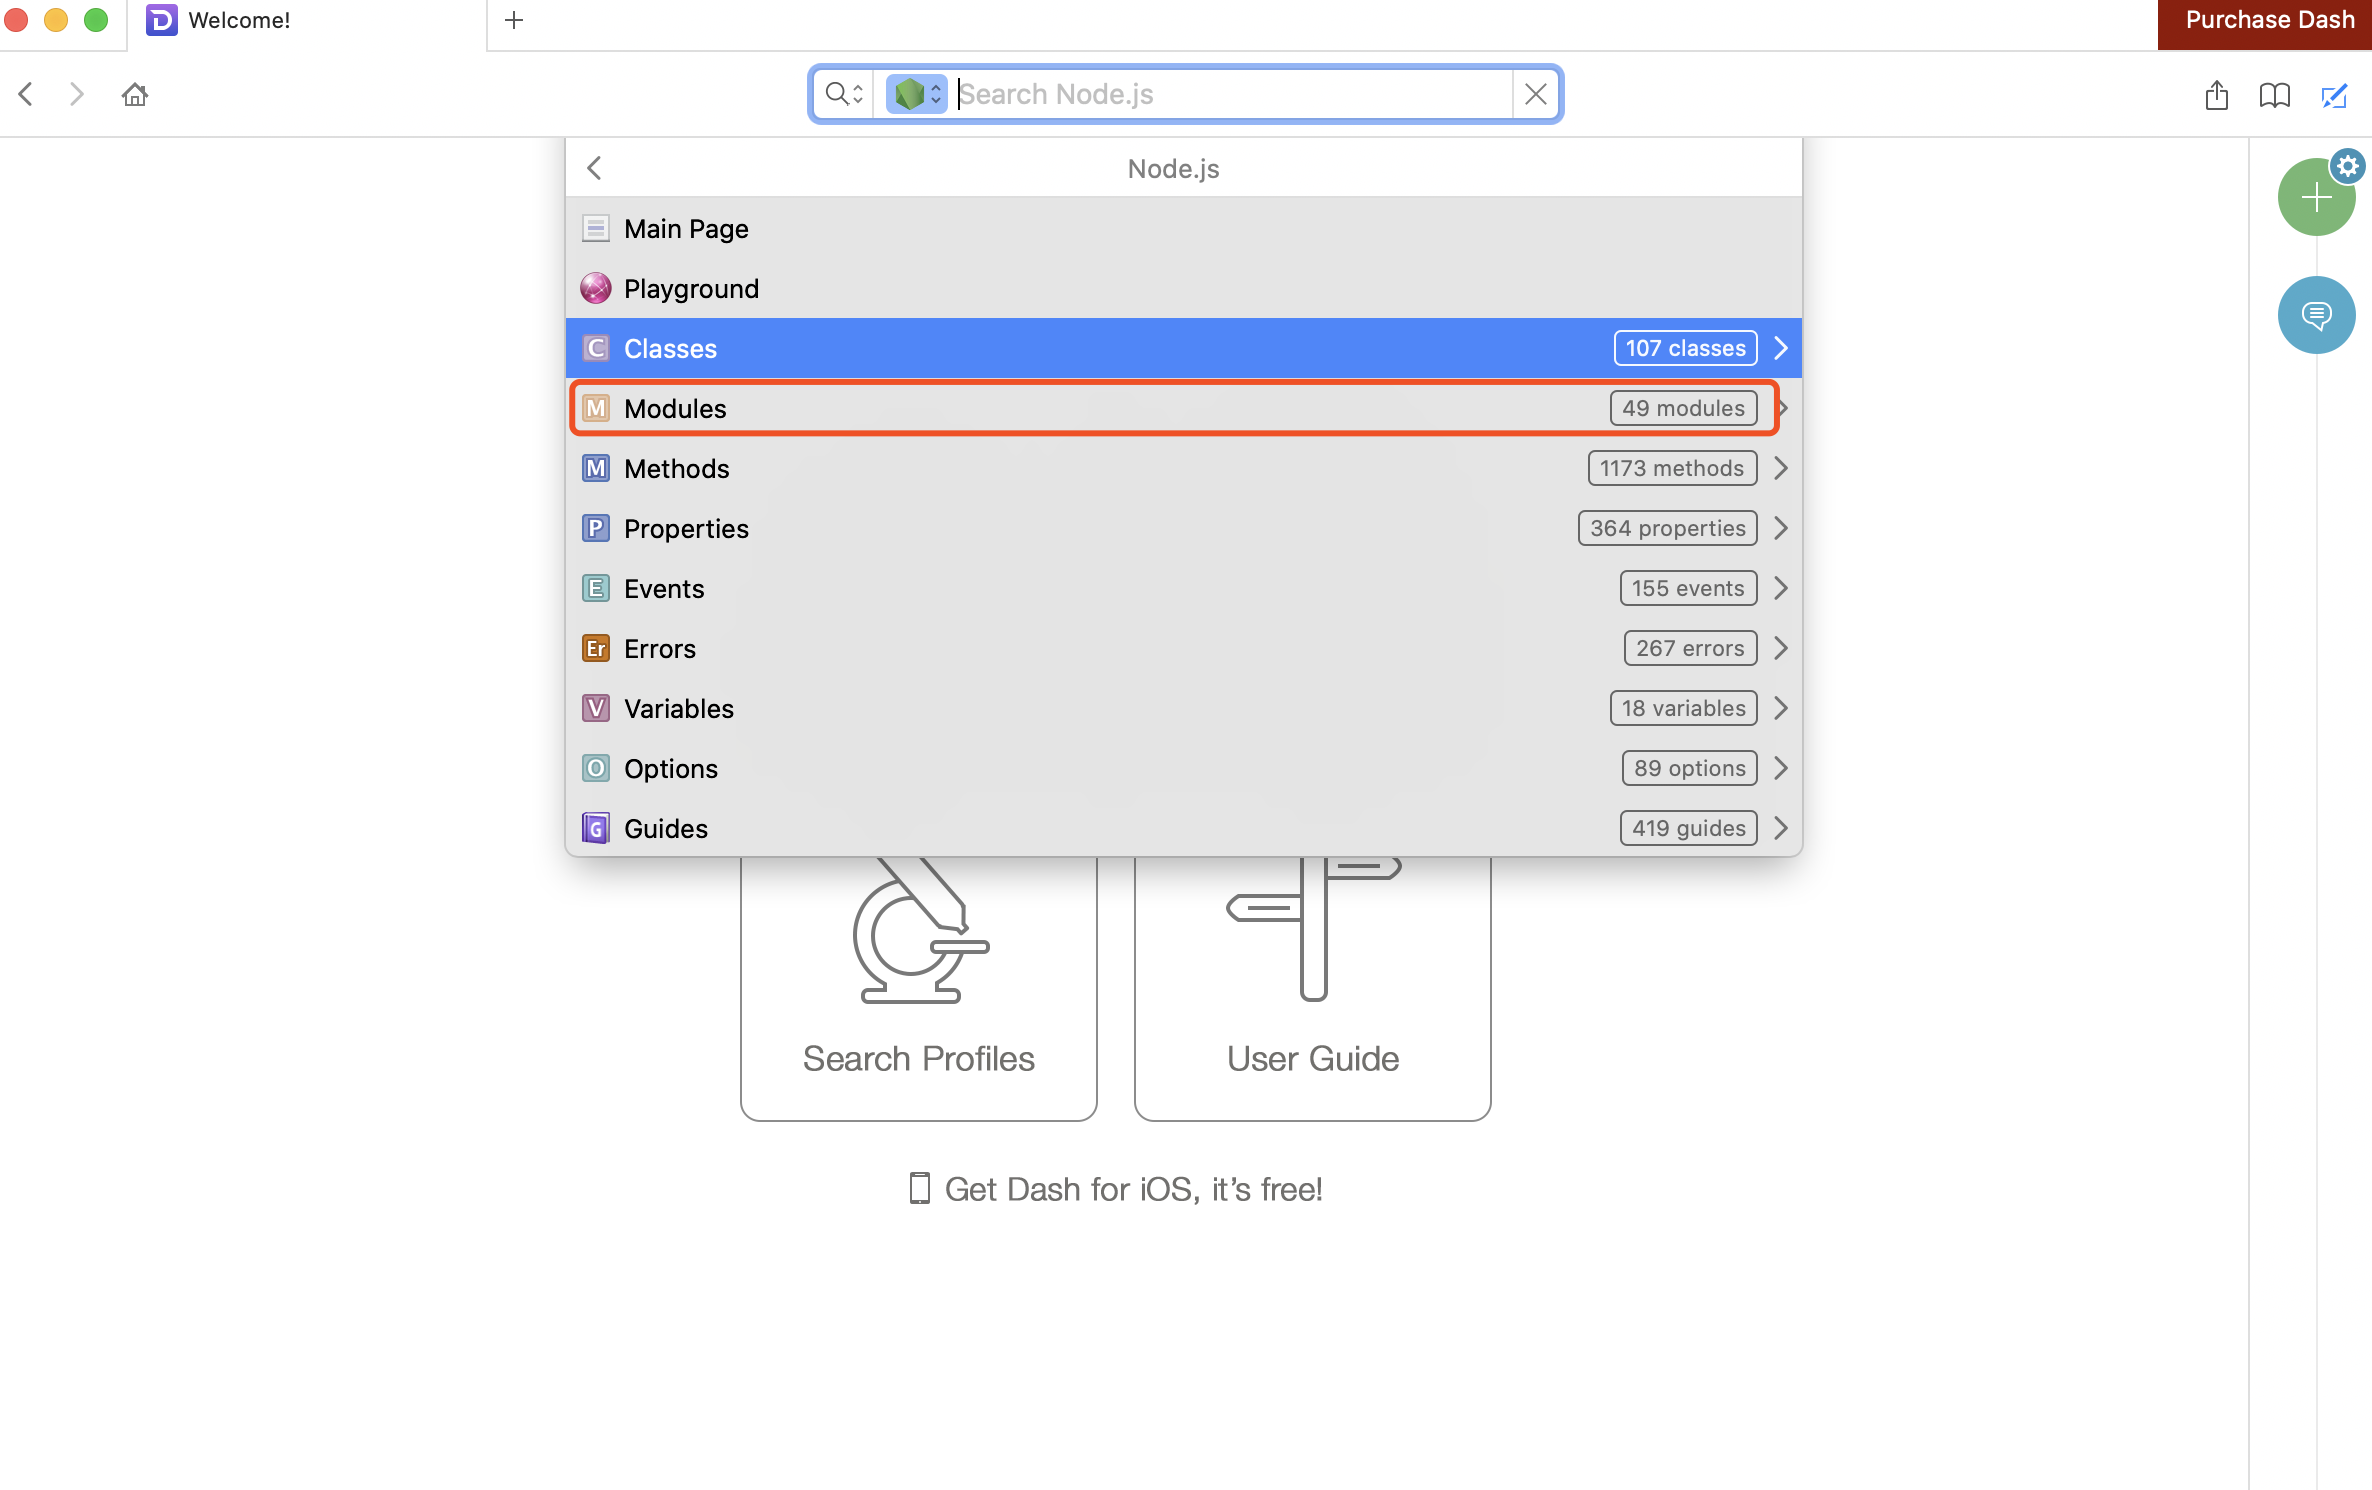 Welcome!
Purchase Dash
Search Node.js
Node.js
Main Page
Playground
C Classes 107 classes
M Modules 49 modules
M Methods 1173 methods
P Properties 364 properties
E Events 155 events
Er Errors 267 errors
V Variables 18 variables
O Options 89 options
G Guides 419 guides
Search Profiles
User Guide
Get Dash for iOS, it’s free!